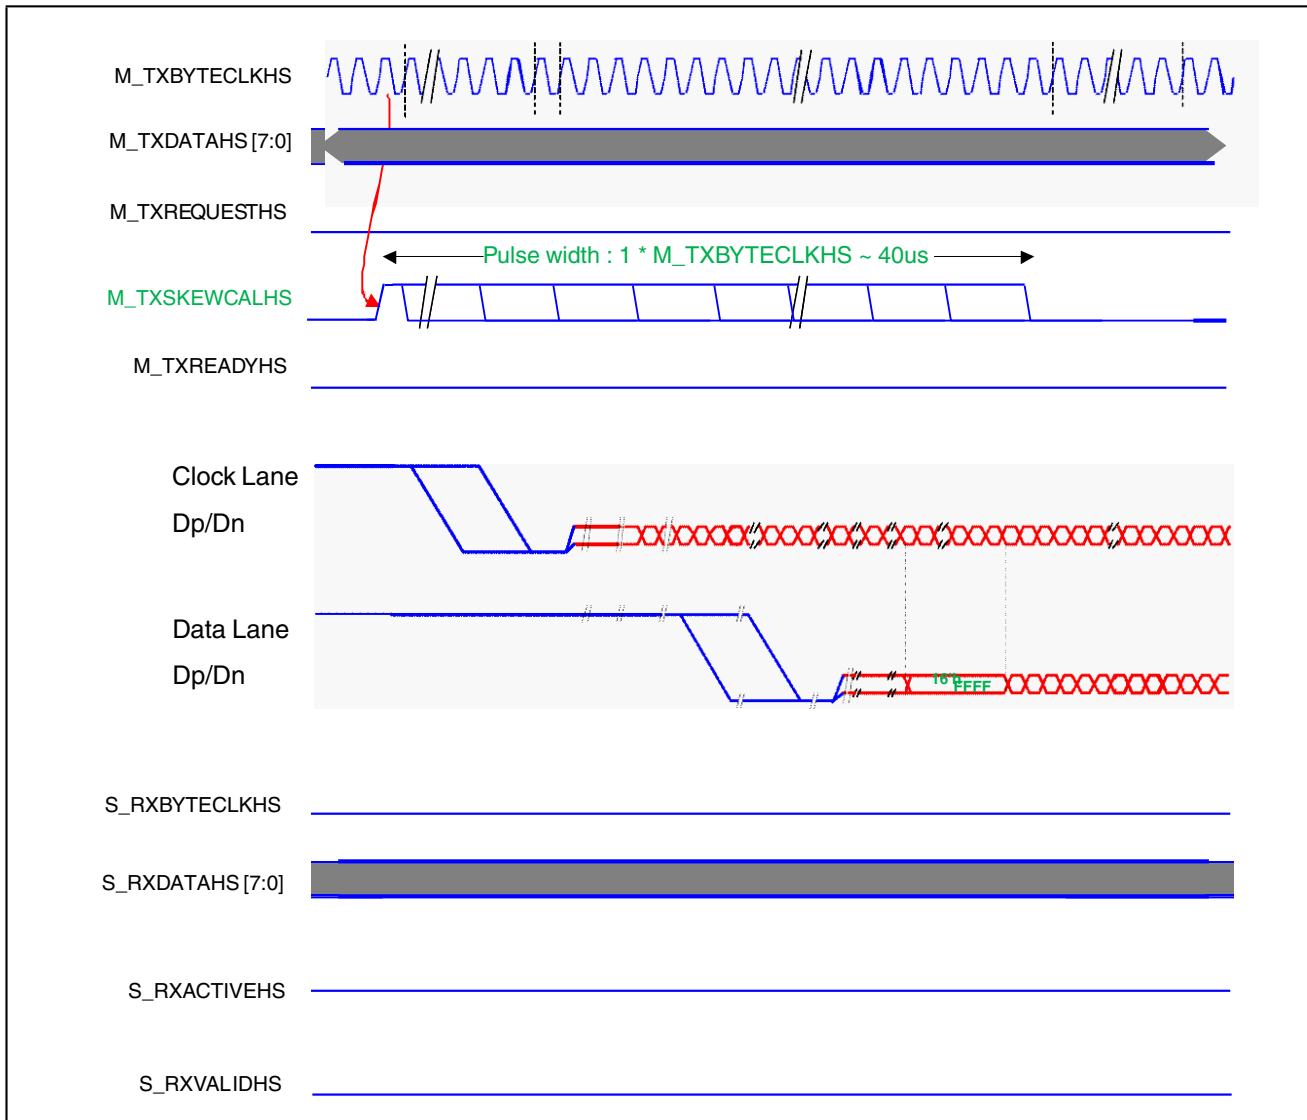 M_TXBYTECLKHS
M_TXDATAHS [7:0]
M_TXREQUESTHS
Pulse width : 1 * M_TXBYTECLKHS ~ 40us
M_TXSKEWCALHS
M_TXREADYHS
Clock Lane
Dp/Dn
Data Lane
Dp/Dn
16'h
FFFF
S_RXBYTECLKHS
S_RXDATAHS [7:0]
S_RXACTIVEHS
S_RXVALIDHS